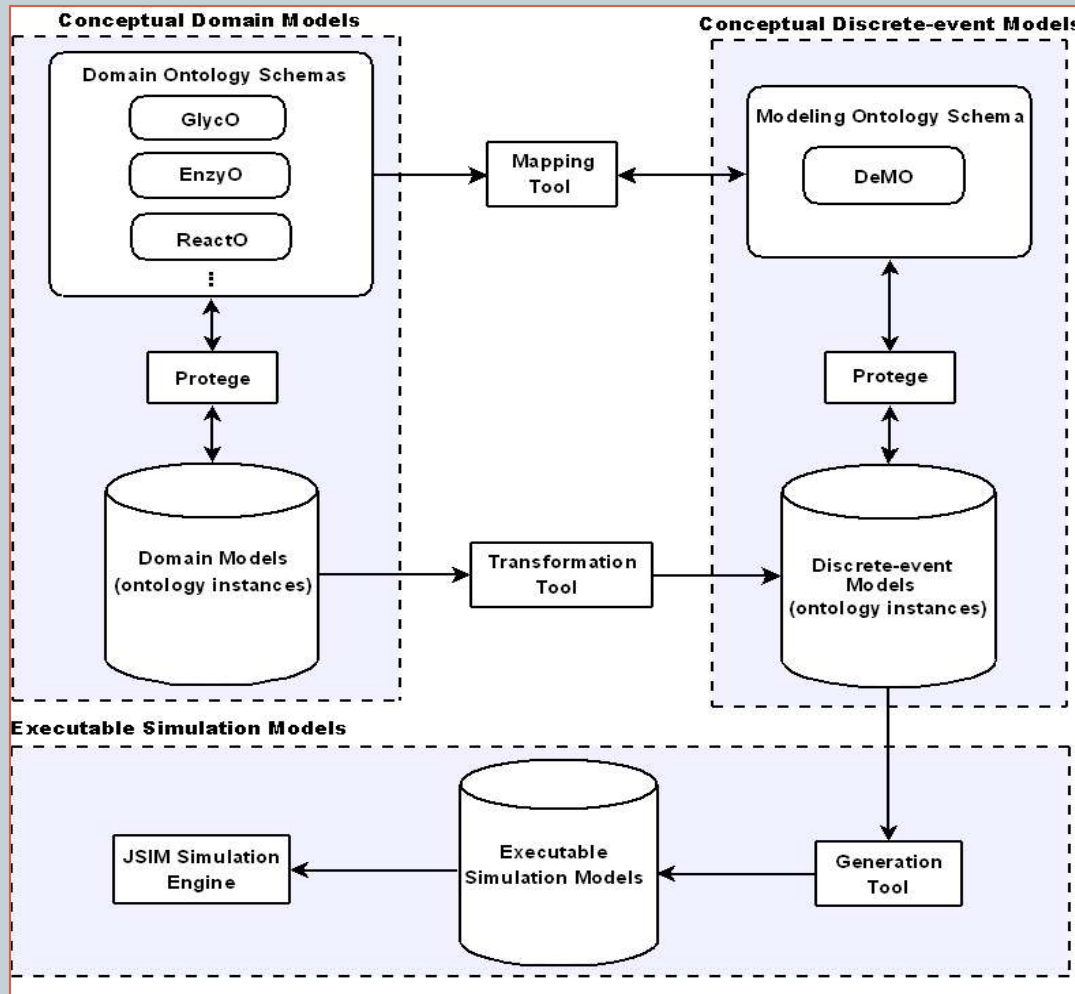 Conceptual Domain Models
Conceptual Discrete-event Models
Domain Ontology Schemas
GlycO
EnzyO
ReactO
⋮
Mapping
Tool
Modeling Ontology Schema
DeMO
Protege
Protege
Domain Models
(ontology instances)
Transformation
Tool
Discrete-event
Models
(ontology instances)
Executable Simulation Models
JSIM Simulation
Engine
Executable
Simulation Models
Generation
Tool